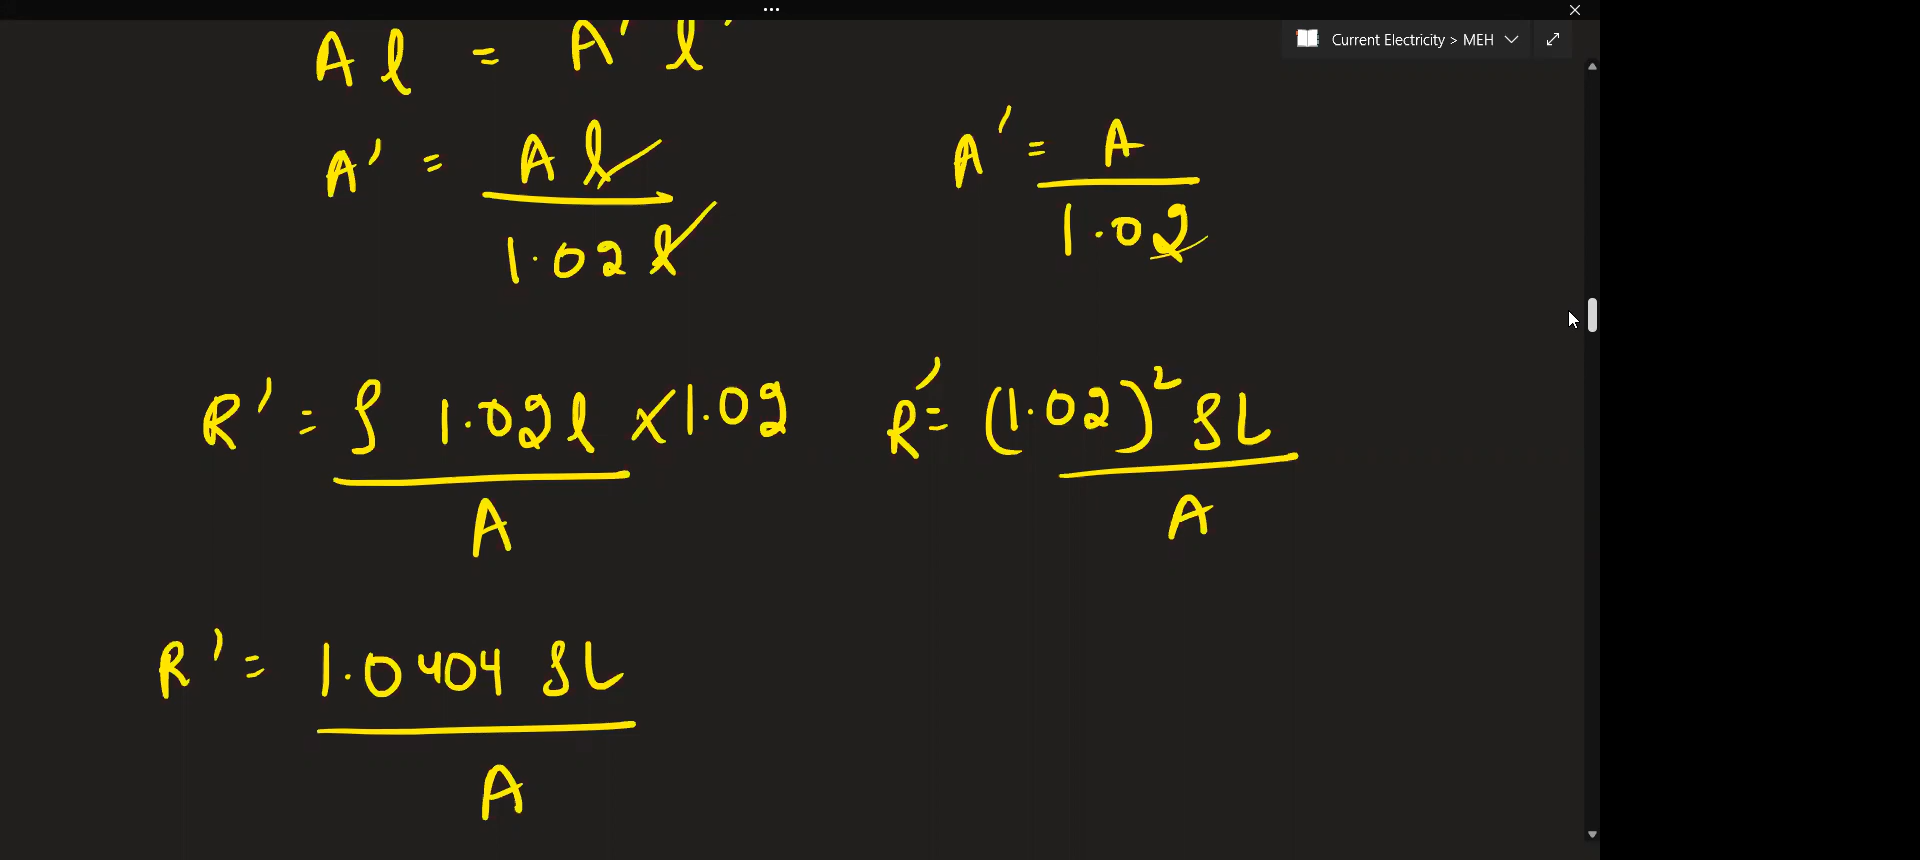 Current Electricity > MEH
A l = A' l'
A' = A l / 1.02 l
A' = A / 1.02
R' = ρ 1.02 l / A × 1.02
R' = (1.02)² ρ L / A
R' = 1.0404 ρ L / A